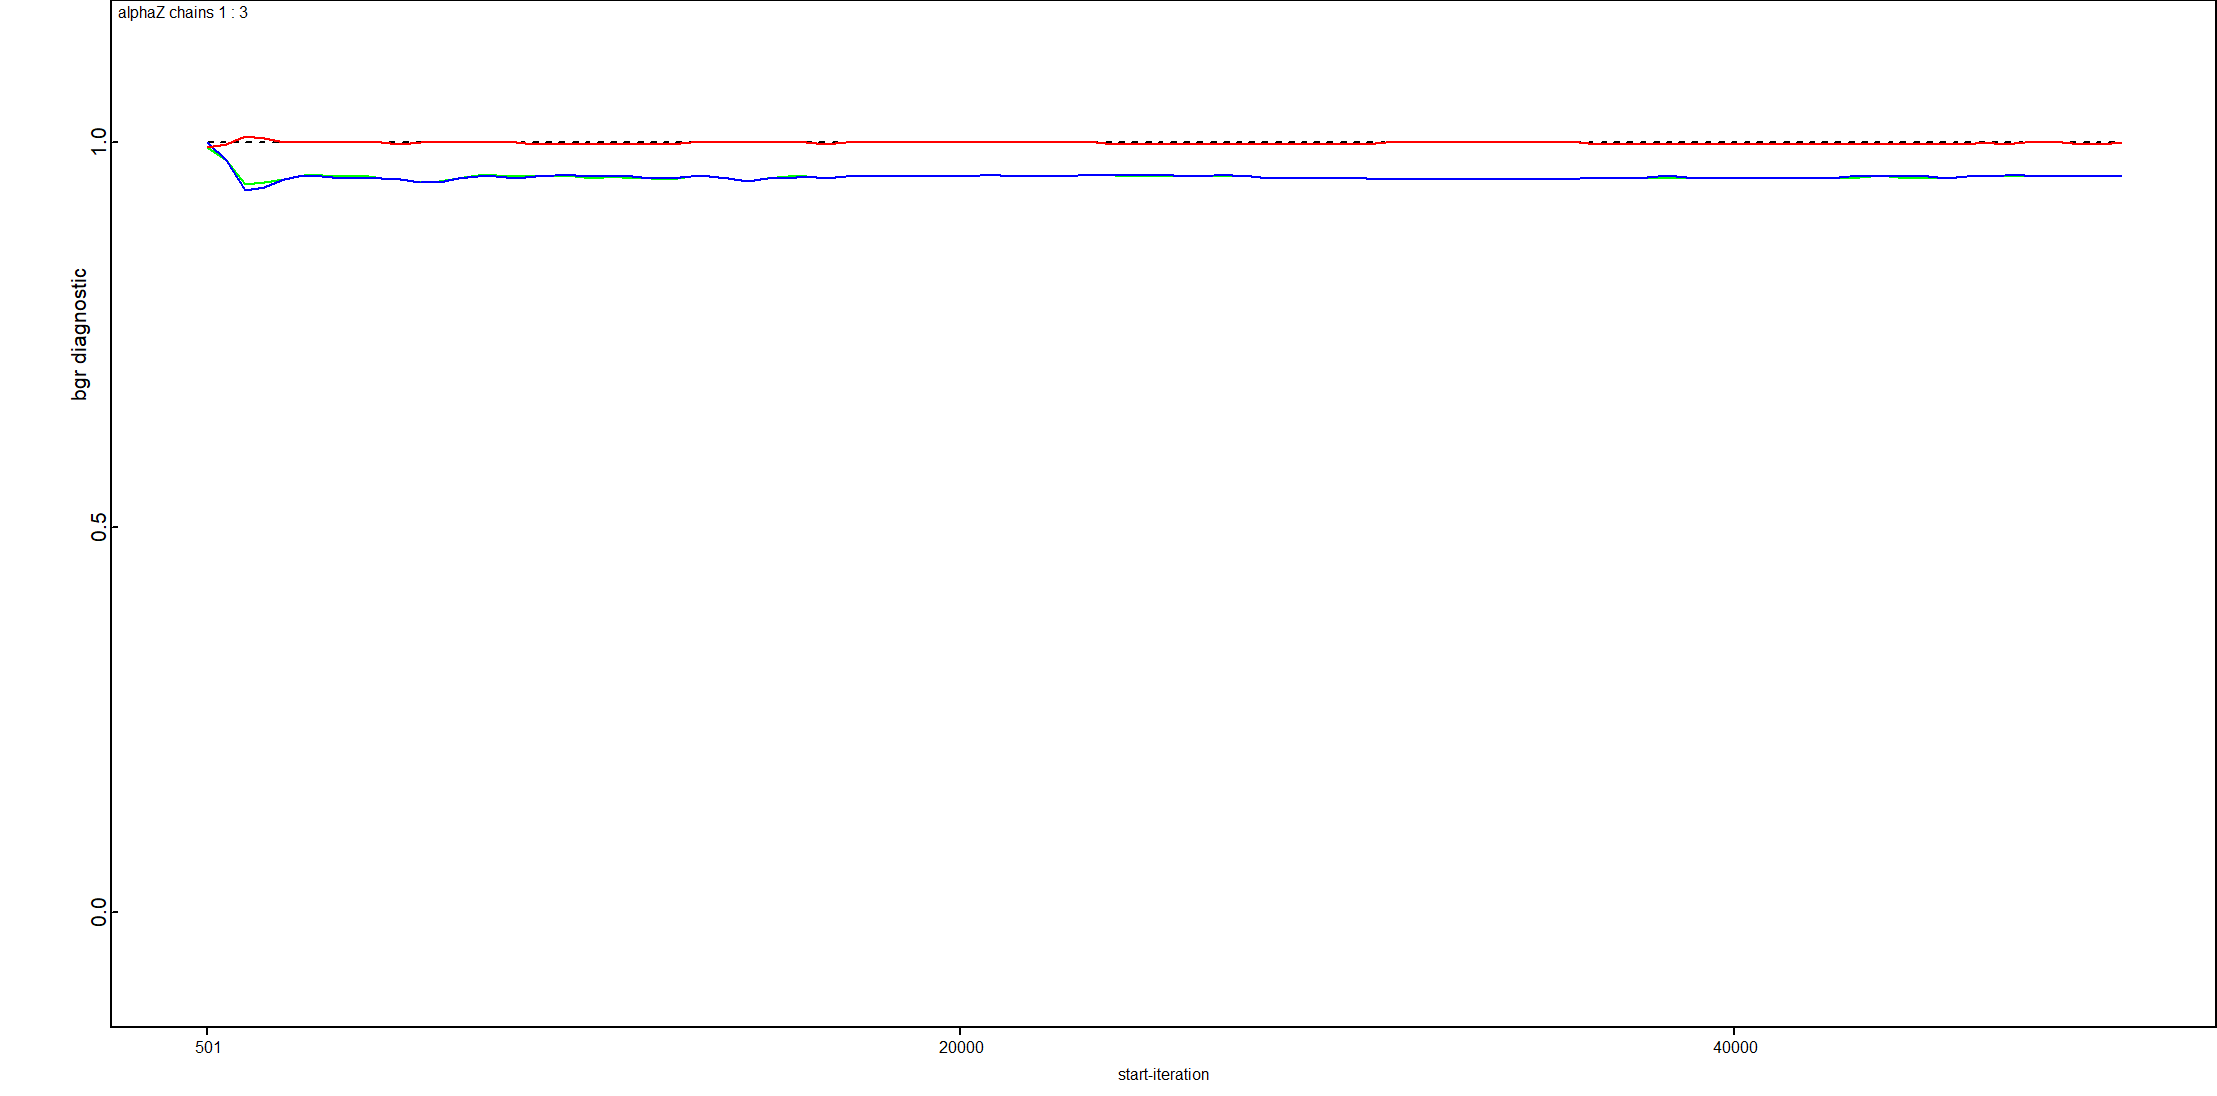 alphaZ chains 1 : 3
1.0
bgr diagnostic
0.5
0.0
501
20000
40000
start-iteration